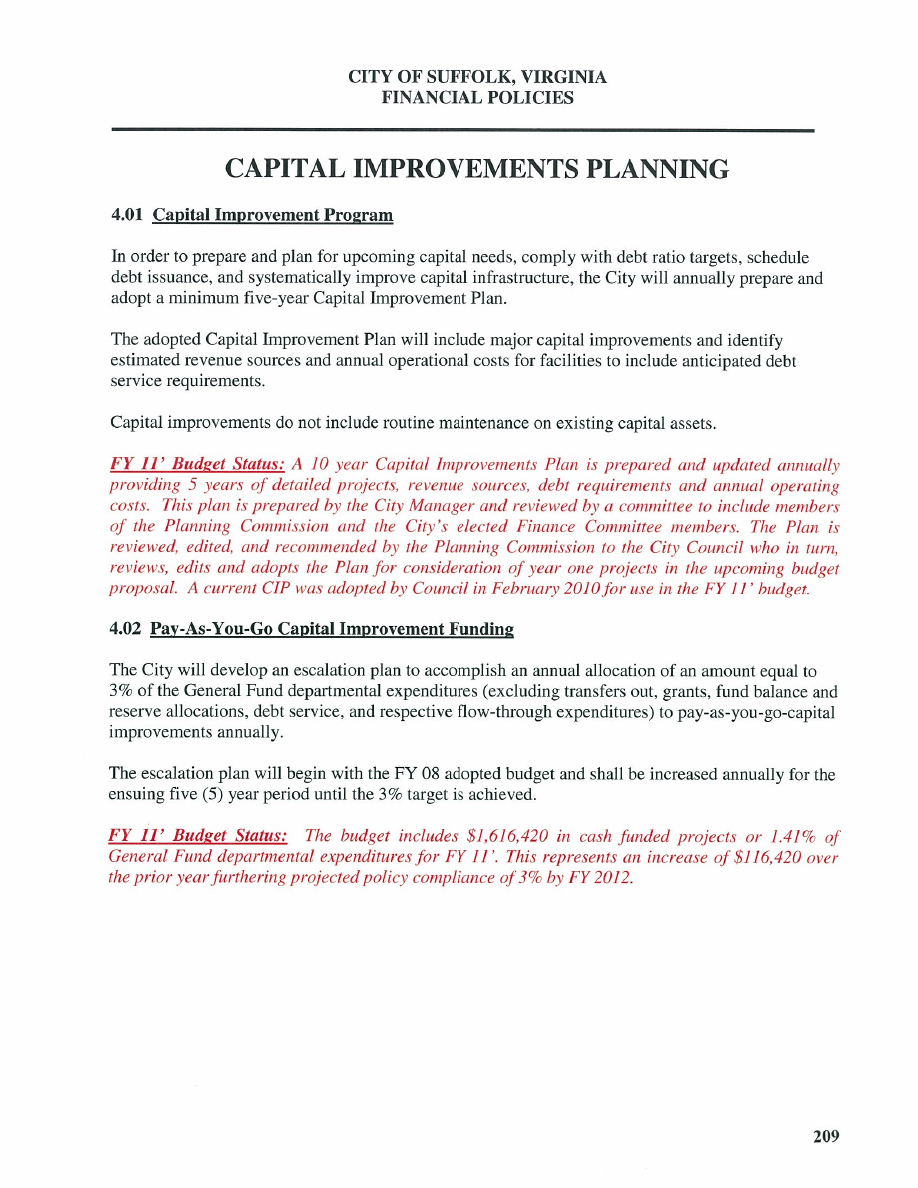 CITY OF SUFFOLK, VIRGINIA
FINANCIAL POLICIES
CAPITAL IMPROVEMENTS PLANNING
4.01 Capital Improvement Program
In order to prepare and plan for upcoming capital needs, comply with debt ratio targets, schedule
debt issuance, and systematically improve capital infrastructure, the City will annually prepare and
adopt a minimum five-year Capital Improvement Plan.
The adopted Capital Improvement Plan will include major capital improvements and identify
estimated revenue sources and annual operational costs for facilities to include anticipated debt
service requirements.
Capital improvements do not include routine maintenance on existing capital assets.
FY 11' Budget Status: A 10 year Capital Improvements Plan is prepared and updated annually
providing 5 years of detailed projects, revenue sources, debt requirements and annual operating
costs. This plan is prepared by the City Manager and reviewed by a committee to include members
of the Planning Commission and the City's elected Finance Committee members. The Plan is
reviewed, edited, and recommended by the Planning Commission to the City Council who in turn,
reviews, edits and adopts the Plan for consideration of year one projects in the upcoming budget
proposal. A current CIP was adopted by Council in February 2010 for use in the FY 11' budget.
4.02 Pay-As-You-Go Capital Improvement Funding
The City will develop an escalation plan to accomplish an annual allocation of an amount equal to
3% of the General Fund departmental expenditures (excluding transfers out, grants, fund balance and
reserve allocations, debt service, and respective flow-through expenditures) to pay-as-you-go-capital
improvements annually.
The escalation plan will begin with the FY 08 adopted budget and shall be increased annually for the
ensuing five (5) year period until the 3% target is achieved.
FY 11' Budget Status: The budget includes $1,616,420 in cash funded projects or 1.41% of
General Fund departmental expenditures for FY 11'. This represents an increase of $116,420 over
the prior year furthering projected policy compliance of 3% by FY 2012.
209